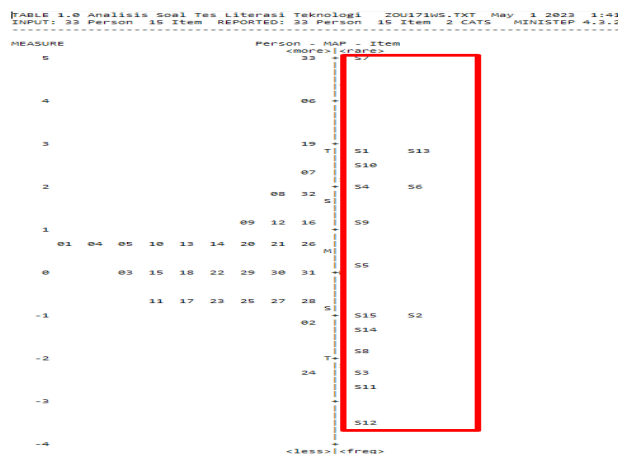 TABLE 1.0 Analisis Soal Tes Literasi Teknologi ZOU171WS.TXT May 1 2023 1:41
INPUT: 33 Person 15 Item REPORTED: 33 Person 15 Item 2 CATS MINISTEP 4.3.2
MEASURE Person - MAP - Item
<more>|<rare>
5 33 + S7
4 06 +
3 19 +
T| S1 S13
| S10
07 |
2 + S4 S6
08 32 |
S|
09 12 16 | S9
1 +
01 04 05 10 13 14 20 21 26 |
M|
| S5
0 03 15 18 22 29 30 31 +
11 17 23 25 27 28 |
S|
-1 + S15 S2
02 |
| S14
| S8
-2 T+
24 | S3
| S11
-3 +
| S12
-4 +
<less>|<freq>